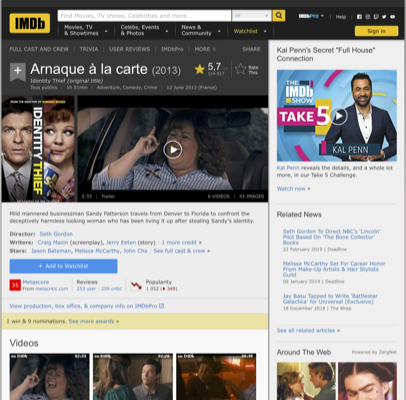 IMDb
Find Movies, TV shows, Celebrities and more...
All
IMDbPro
Help
Movies, TV & Showtimes
Celebs, Events & Photos
News & Community
Watchlist
Sign in
FULL CAST AND CREW | TRIVIA | USER REVIEWS | IMDbPro | MORE
SHARE
Arnaque à la carte (2013)
5,7
Rate This
Identity Thief (original title)
Tous publics | 1h 51min | Adventure, Comedy, Crime | 12 June 2013 (France)
IDENTITY THIEF
2:33 | Trailer
6 VIDEOS | 43 IMAGES
Mild mannered businessman Sandy Patterson travels from Denver to Florida to confront the
deceptively harmless looking woman who has been living it up after stealing Sandy's identity.
Director: Seth Gordon
Writers: Craig Mazin (screenplay), Jerry Eeten (story) | 1 more credit »
Stars: Jason Bateman, Melissa McCarthy, John Cho | See full cast & crew »
+ Add to Watchlist
35
Metascore
From metacritic.com
Reviews
253 user | 259 critic
Popularity
1 052 ( 349)
View production, box office, & company info on IMDbPro
1 win & 9 nominations. See more awards »
Videos
Kal Penn's Secret "Full House"
Connection
THE IMDb SHOW
TAKE 5
KAL PENN
Kal Penn reveals the details, and a whole lot
more, in our Take 5 Challenge.
Watch now »
Related News
Seth Gordon To Direct NBC's 'Lincoln'
Pilot Based On 'The Bone Collector'
Books
22 February 2019 | Deadline
Melissa McCarthy Set For Career Honor
From Make-Up Artists & Hair Stylists
Guild
09 January 2019 | Deadline
Jay Basu Tapped to Write 'Battlestar
Galactica' for Universal (Exclusive)
18 December 2018 | The Wrap
See all related articles »
Around The Web
Powered by ZergNet